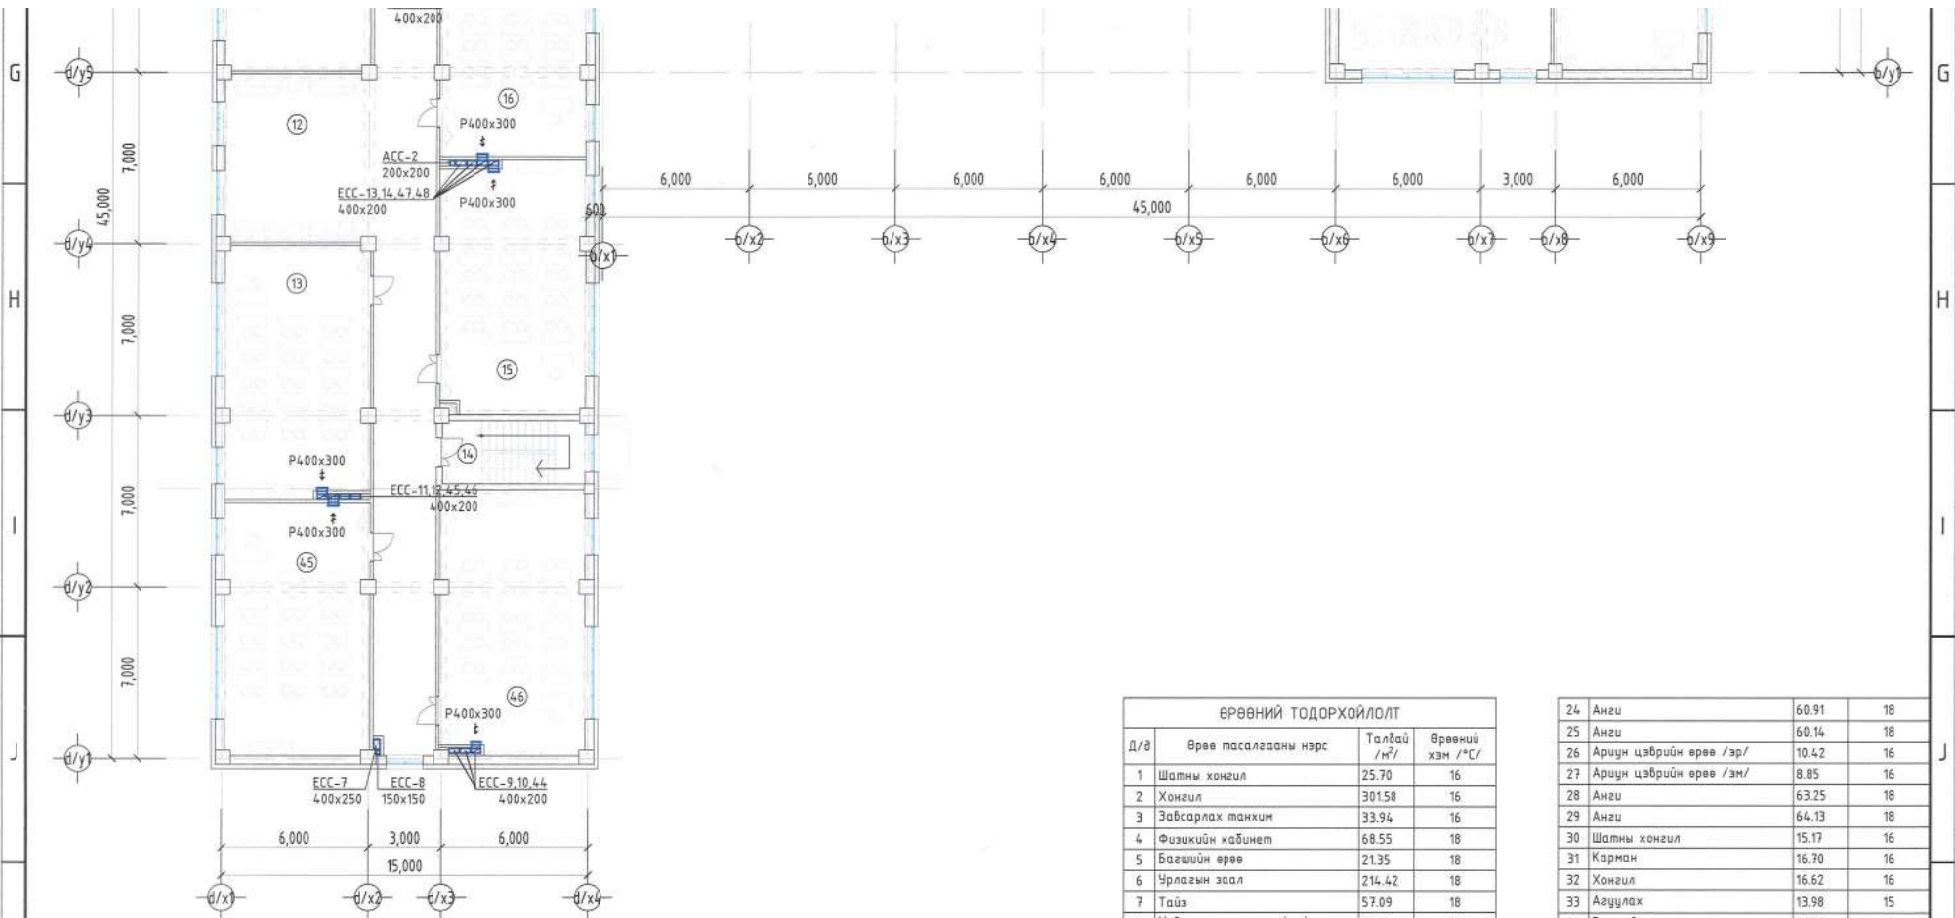 400x200
G
d/y5
16
P400x300
12
b/y1
G
ACC-2
200x200
ECC-13,14,47,48
400x200
P400x300
7,000
45,000
6,000
5,000
6,000
6,000
6,000
6,000
3,000
6,000
600
45,000
d/y4
b/x1
b/x2
b/x3
b/x4
b/x5
b/x6
b/x7
b/x8
b/x9
H
13
H
7,000
15
d/y3
14
P400x300
ECC-11,12,45,46
400x200
7,000
I
P400x300
I
45
d/y2
7,000
46
P400x300
J
d/y1
J
ECC-7
400x250
ECC-8
150x150
ECC-9,10,44
400x200
6,000
3,000
6,000
15,000
d/x1
d/x2
d/x3
d/x4
ӨРӨӨНИЙ ТОДОРХОЙЛОЛТ
Д/д Өрөө тасалгааны нэрс Талбай /м²/ Өрөөний хэм /°C/
1 Шатны хонгил 25.70 16
2 Хонгил 301.58 16
3 Завсарлах танхим 33.94 16
4 Физикийн кабинет 68.55 18
5 Багшийн өрөө 21.35 18
6 Урлагын заал 214.42 18
7 Тайз 57.09 18
24 Анги 60.91 18
25 Анги 60.14 18
26 Ариун цэврийн өрөө /эр/ 10.42 16
27 Ариун цэврийн өрөө /эм/ 8.85 16
28 Анги 63.25 18
29 Анги 64.13 18
30 Шатны хонгил 15.17 16
31 Карман 16.70 16
32 Хонгил 16.62 16
33 Агуулах 13.98 15